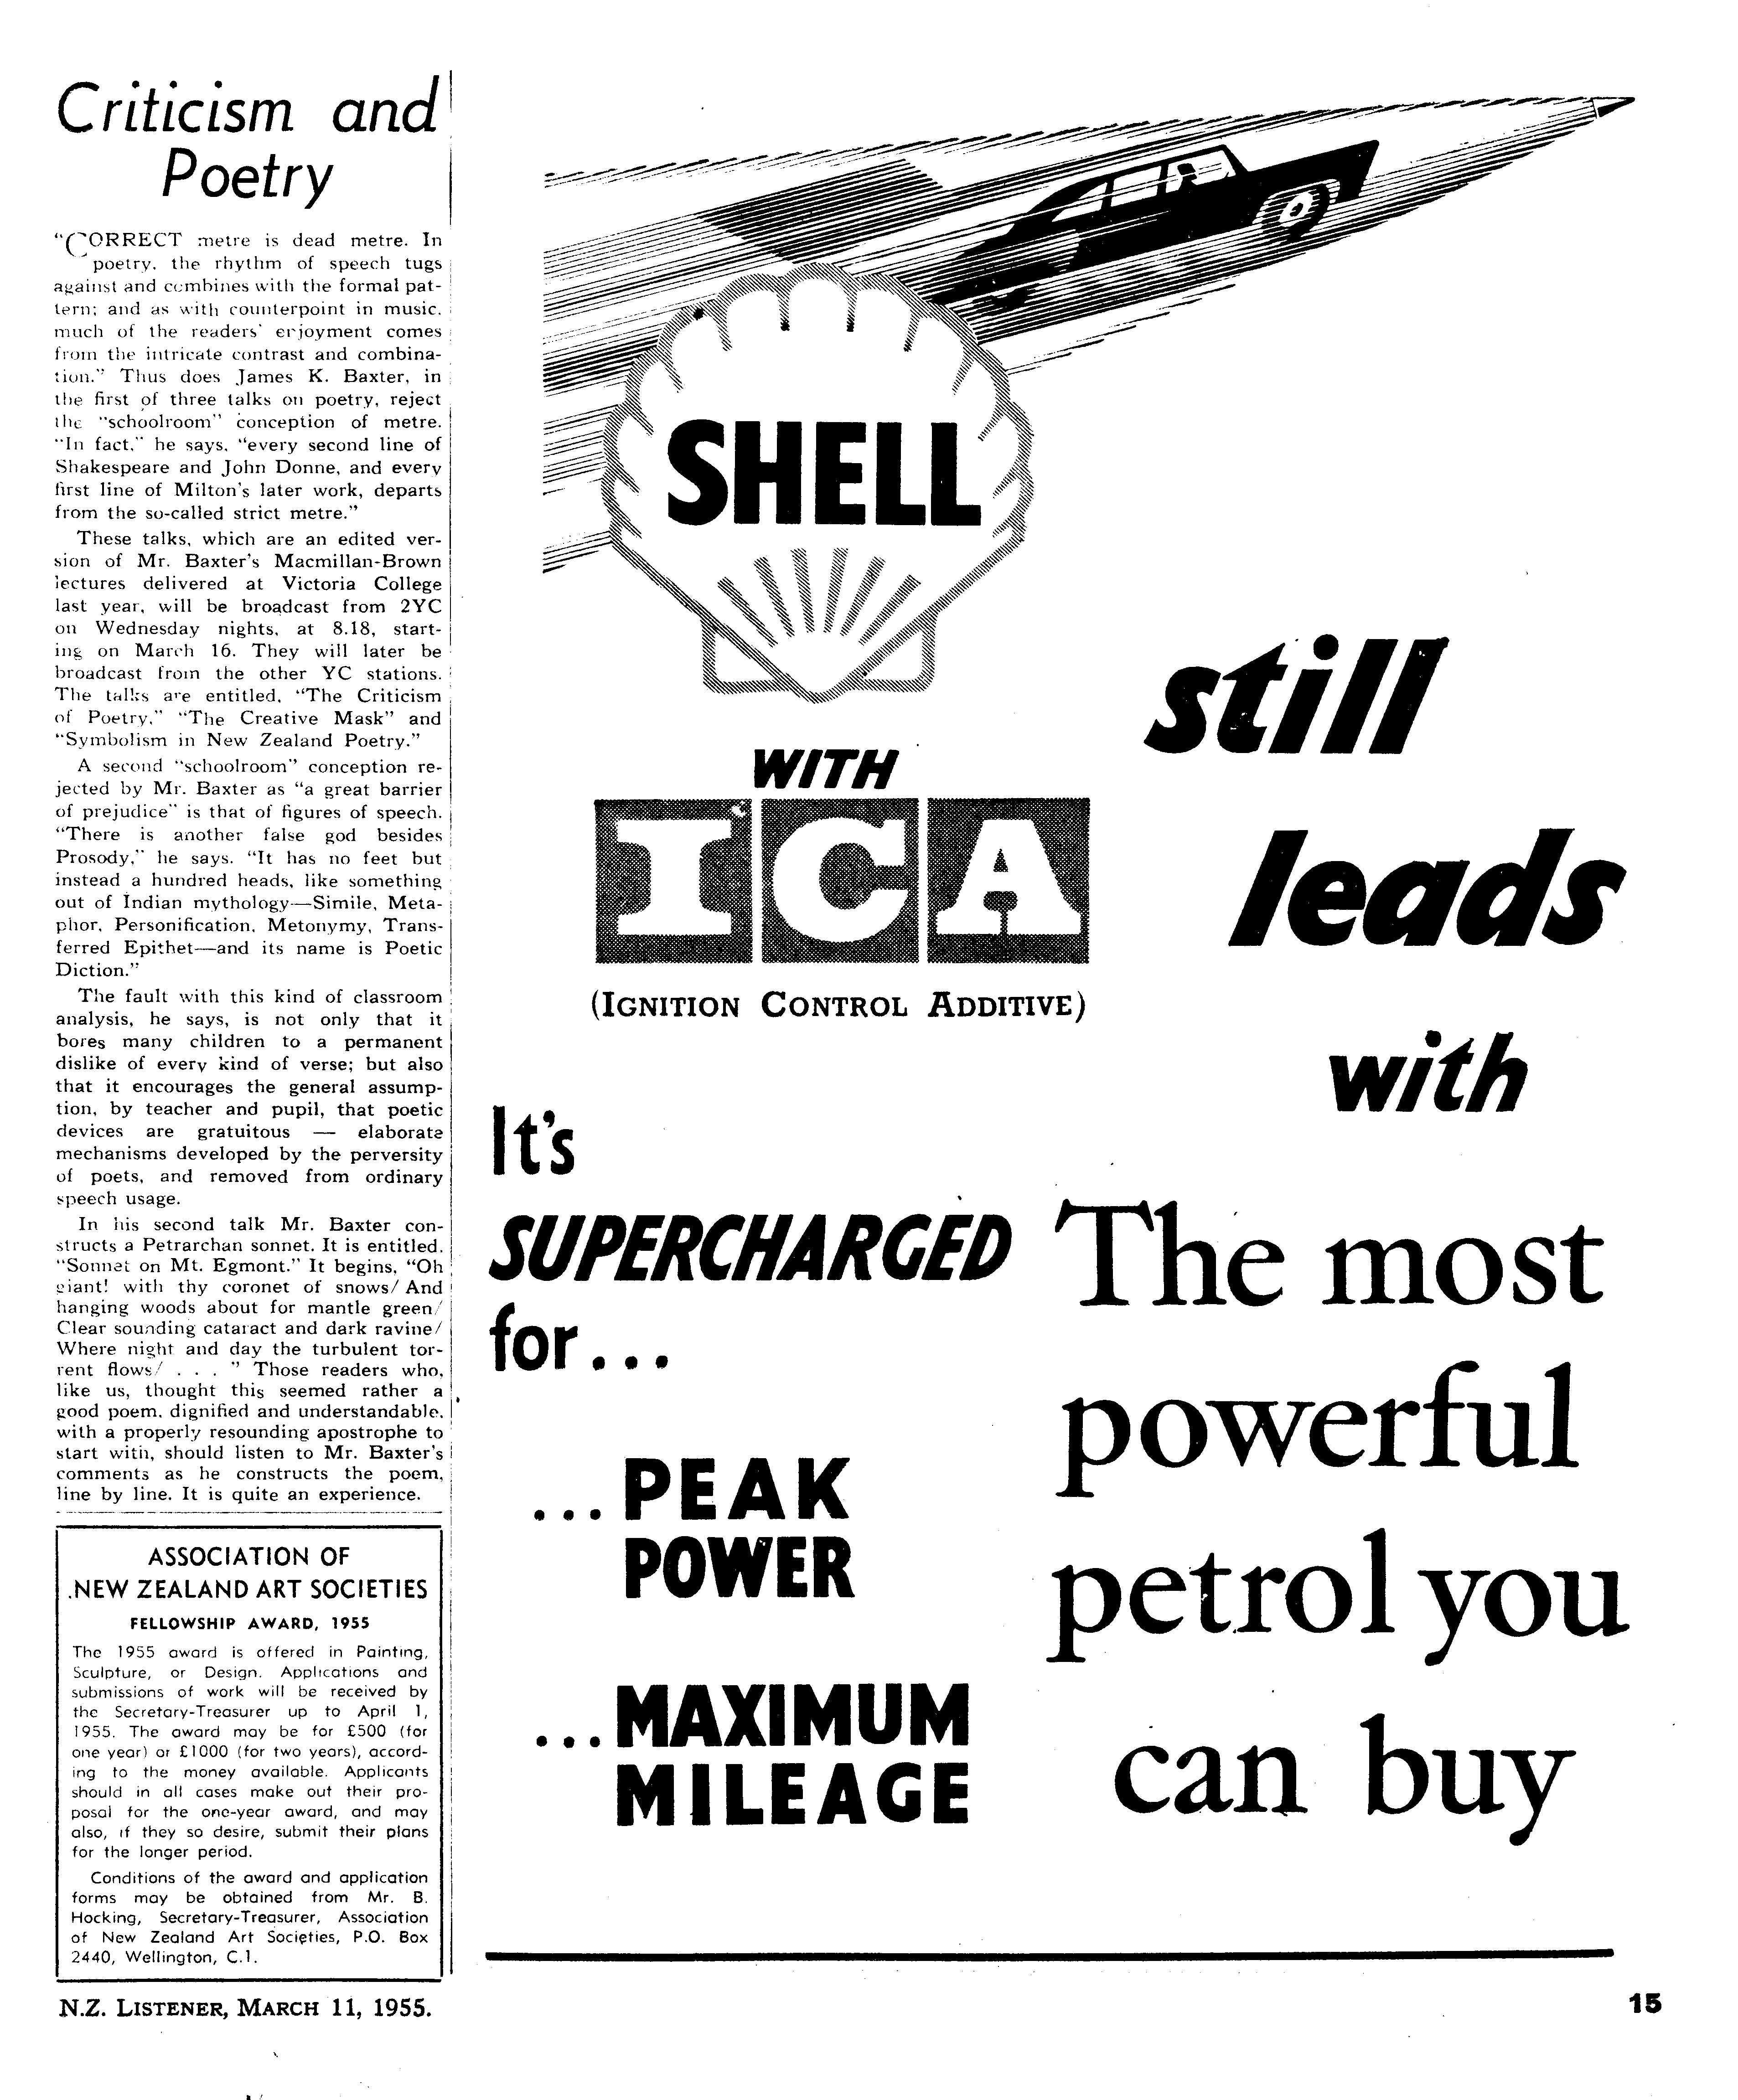 Criticism and
Poetry
"CORRECT metre is dead metre. In
poetry, the rhythm of speech tugs
against and combines with the formal pat-
tern; and as with counterpoint in music,
much of the readers' enjoyment comes
from the intricate contrast and combina-
tion." Thus does James K. Baxter, in
the first of three talks on poetry, reject
the "schoolroom" conception of metre.
"In fact," he says, "every second line of
Shakespeare and John Donne, and every
first line of Milton's later work, departs
from the so-called strict metre."
These talks, which are an edited ver-
sion of Mr. Baxter's Macmillan-Brown
lectures delivered at Victoria College
last year, will be broadcast from 2YC
on Wednesday nights, at 8.18, start-
ing on March 16. They will later be
broadcast from the other YC stations.
The talks are entitled, "The Criticism
of Poetry," "The Creative Mask" and
"Symbolism in New Zealand Poetry."
A second "schoolroom" conception re-
jected by Mr. Baxter as "a great barrier
of prejudice" is that of figures of speech.
"There is another false god besides
Prosody," he says. "It has no feet but
instead a hundred heads, like something
out of Indian mythology—Simile, Meta-
phor, Personification, Metonymy, Trans-
ferred Epithet—and its name is Poetic
Diction."
The fault with this kind of classroom
analysis, he says, is not only that it
bores many children to a permanent
dislike of every kind of verse; but also
that it encourages the general assump-
tion, by teacher and pupil, that poetic
devices are gratuitous — elaborate
mechanisms developed by the perversity
of poets, and removed from ordinary
speech usage.
In his second talk Mr. Baxter con-
structs a Petrarchan sonnet. It is entitled,
"Sonnet on Mt. Egmont." It begins, "Oh
giant! with thy coronet of snows/ And
hanging woods about for mantle green/
Clear sounding cataract and dark ravine/
Where night and day the turbulent tor-
rent flows/ . . . " Those readers who,
like us, thought this seemed rather a
good poem, dignified and understandable,
with a properly resounding apostrophe to
start with, should listen to Mr. Baxter's
comments as he constructs the poem,
line by line. It is quite an experience.
ASSOCIATION OF
NEW ZEALAND ART SOCIETIES
FELLOWSHIP AWARD, 1955
The 1955 award is offered in Painting,
Sculpture, or Design. Applications and
submissions of work will be received by
the Secretary-Treasurer up to April 1,
1955. The award may be for £500 (for
one year) or £1000 (for two years), accord-
ing to the money available. Applicants
should in all cases make out their pro-
posal for the one-year award, and may
also, if they so desire, submit their plans
for the longer period.
Conditions of the award and application
forms may be obtained from Mr. B.
Hocking, Secretary-Treasurer, Association
of New Zealand Art Societies, P.O. Box
2440, Wellington, C.1.
SHELL
WITH
ICA
(IGNITION CONTROL ADDITIVE)
still
leads
with
The most
powerful
petrol you
can buy
It's
SUPERCHARGED
for...
...PEAK
POWER
...MAXIMUM
MILEAGE
N.Z. LISTENER, MARCH 11, 1955.
15